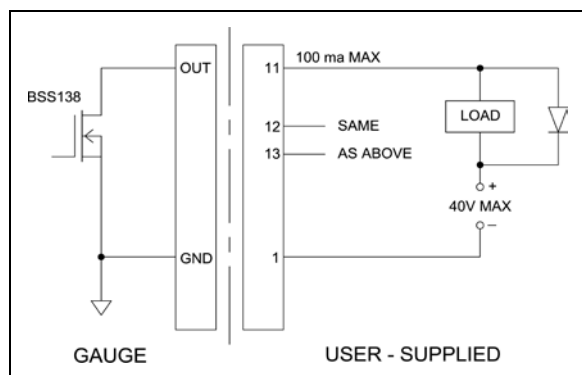 BSS138
OUT
GND
GAUGE
11
100 ma MAX
12
SAME
13
AS ABOVE
LOAD
+
40V MAX
–
1
USER - SUPPLIED